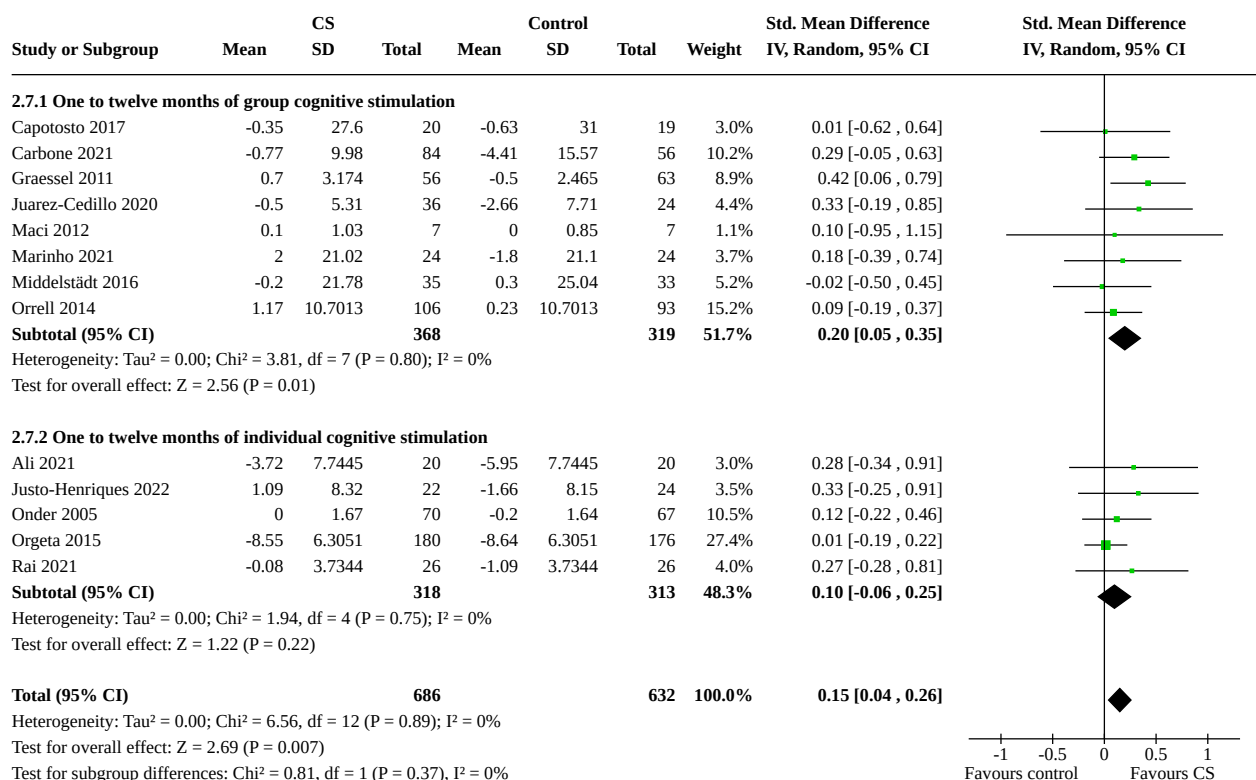 CS Control Std. Mean Difference Std. Mean Difference
Study or Subgroup Mean SD Total Mean SD Total Weight IV, Random, 95% CI IV, Random, 95% CI
2.7.1 One to twelve months of group cognitive stimulation
Capotosto 2017 -0.35 27.6 20 -0.63 31 19 3.0% 0.01 [-0.62 , 0.64]
Carbone 2021 -0.77 9.98 84 -4.41 15.57 56 10.2% 0.29 [-0.05 , 0.63]
Graessel 2011 0.7 3.174 56 -0.5 2.465 63 8.9% 0.42 [0.06 , 0.79]
Juarez-Cedillo 2020 -0.5 5.31 36 -2.66 7.71 24 4.4% 0.33 [-0.19 , 0.85]
Maci 2012 0.1 1.03 7 0 0.85 7 1.1% 0.10 [-0.95 , 1.15]
Marinho 2021 2 21.02 24 -1.8 21.1 24 3.7% 0.18 [-0.39 , 0.74]
Middelstädt 2016 -0.2 21.78 35 0.3 25.04 33 5.2% -0.02 [-0.50 , 0.45]
Orrell 2014 1.17 10.7013 106 0.23 10.7013 93 15.2% 0.09 [-0.19 , 0.37]
Subtotal (95% CI) 368 319 51.7% 0.20 [0.05 , 0.35]
Heterogeneity: Tau² = 0.00; Chi² = 3.81, df = 7 (P = 0.80); I² = 0%
Test for overall effect: Z = 2.56 (P = 0.01)
2.7.2 One to twelve months of individual cognitive stimulation
Ali 2021 -3.72 7.7445 20 -5.95 7.7445 20 3.0% 0.28 [-0.34 , 0.91]
Justo-Henriques 2022 1.09 8.32 22 -1.66 8.15 24 3.5% 0.33 [-0.25 , 0.91]
Onder 2005 0 1.67 70 -0.2 1.64 67 10.5% 0.12 [-0.22 , 0.46]
Orgeta 2015 -8.55 6.3051 180 -8.64 6.3051 176 27.4% 0.01 [-0.19 , 0.22]
Rai 2021 -0.08 3.7344 26 -1.09 3.7344 26 4.0% 0.27 [-0.28 , 0.81]
Subtotal (95% CI) 318 313 48.3% 0.10 [-0.06 , 0.25]
Heterogeneity: Tau² = 0.00; Chi² = 1.94, df = 4 (P = 0.75); I² = 0%
Test for overall effect: Z = 1.22 (P = 0.22)
Total (95% CI) 686 632 100.0% 0.15 [0.04 , 0.26]
Heterogeneity: Tau² = 0.00; Chi² = 6.56, df = 12 (P = 0.89); I² = 0%
Test for overall effect: Z = 2.69 (P = 0.007)
-1 -0.5 0 0.5 1
Test for subgroup differences: Chi² = 0.81, df = 1 (P = 0.37), I² = 0% Favours control Favours CS